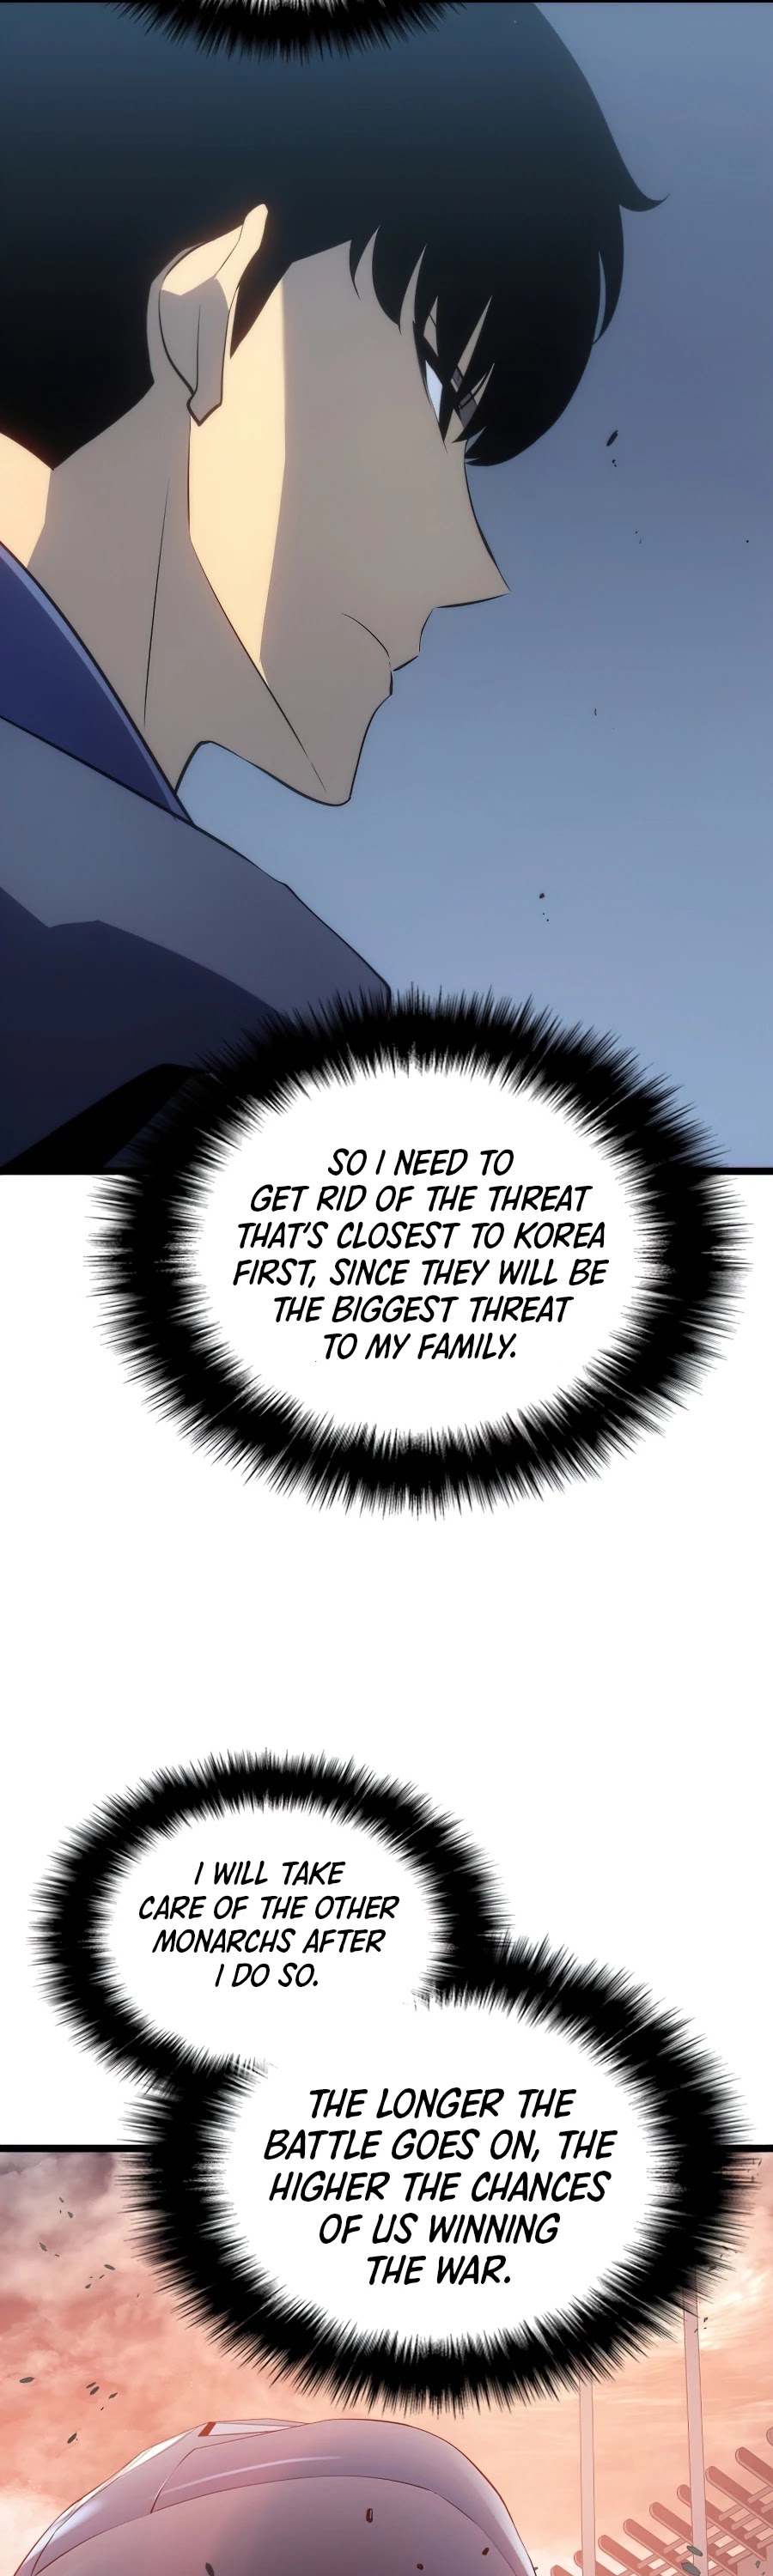 SO I NEED TO
GET RID OF THE THREAT
THAT'S CLOSEST TO KOREA
FIRST, SINCE THEY WILL BE
THE BIGGEST THREAT
TO MY FAMILY.
I WILL TAKE
CARE OF THE OTHER
MONARCHS AFTER
I DO SO.
THE LONGER THE
BATTLE GOES ON, THE
HIGHER THE CHANCES
OF US WINNING
THE WAR.